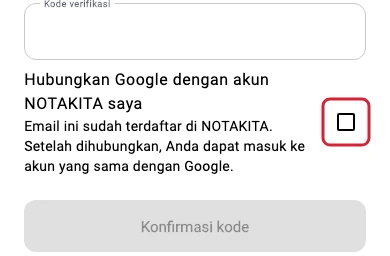 Kode verifikasi
Hubungkan Google dengan akun
NOTAKITA saya
Email ini sudah terdaftar di NOTAKITA.
Setelah dihubungkan, Anda dapat masuk ke
akun yang sama dengan Google.
Konfirmasi kode